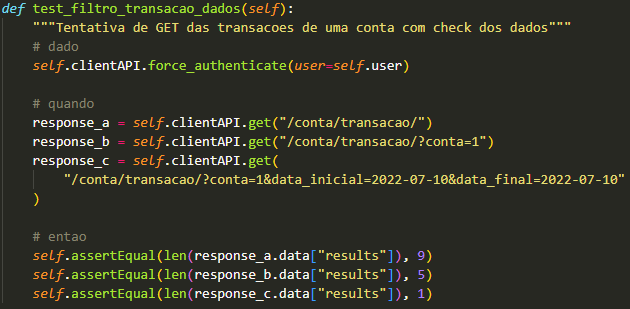 def test_filtro_transacao_dados(self):
    """Tentativa de GET das transacoes de uma conta com check dos dados"""
    # dado
    self.clientAPI.force_authenticate(user=self.user)

    # quando
    response_a = self.clientAPI.get("/conta/transacao/")
    response_b = self.clientAPI.get("/conta/transacao/?conta=1")
    response_c = self.clientAPI.get(
        "/conta/transacao/?conta=1&data_inicial=2022-07-10&data_final=2022-07-10"
    )

    # entao
    self.assertEqual(len(response_a.data["results"]), 9)
    self.assertEqual(len(response_b.data["results"]), 5)
    self.assertEqual(len(response_c.data["results"]), 1)